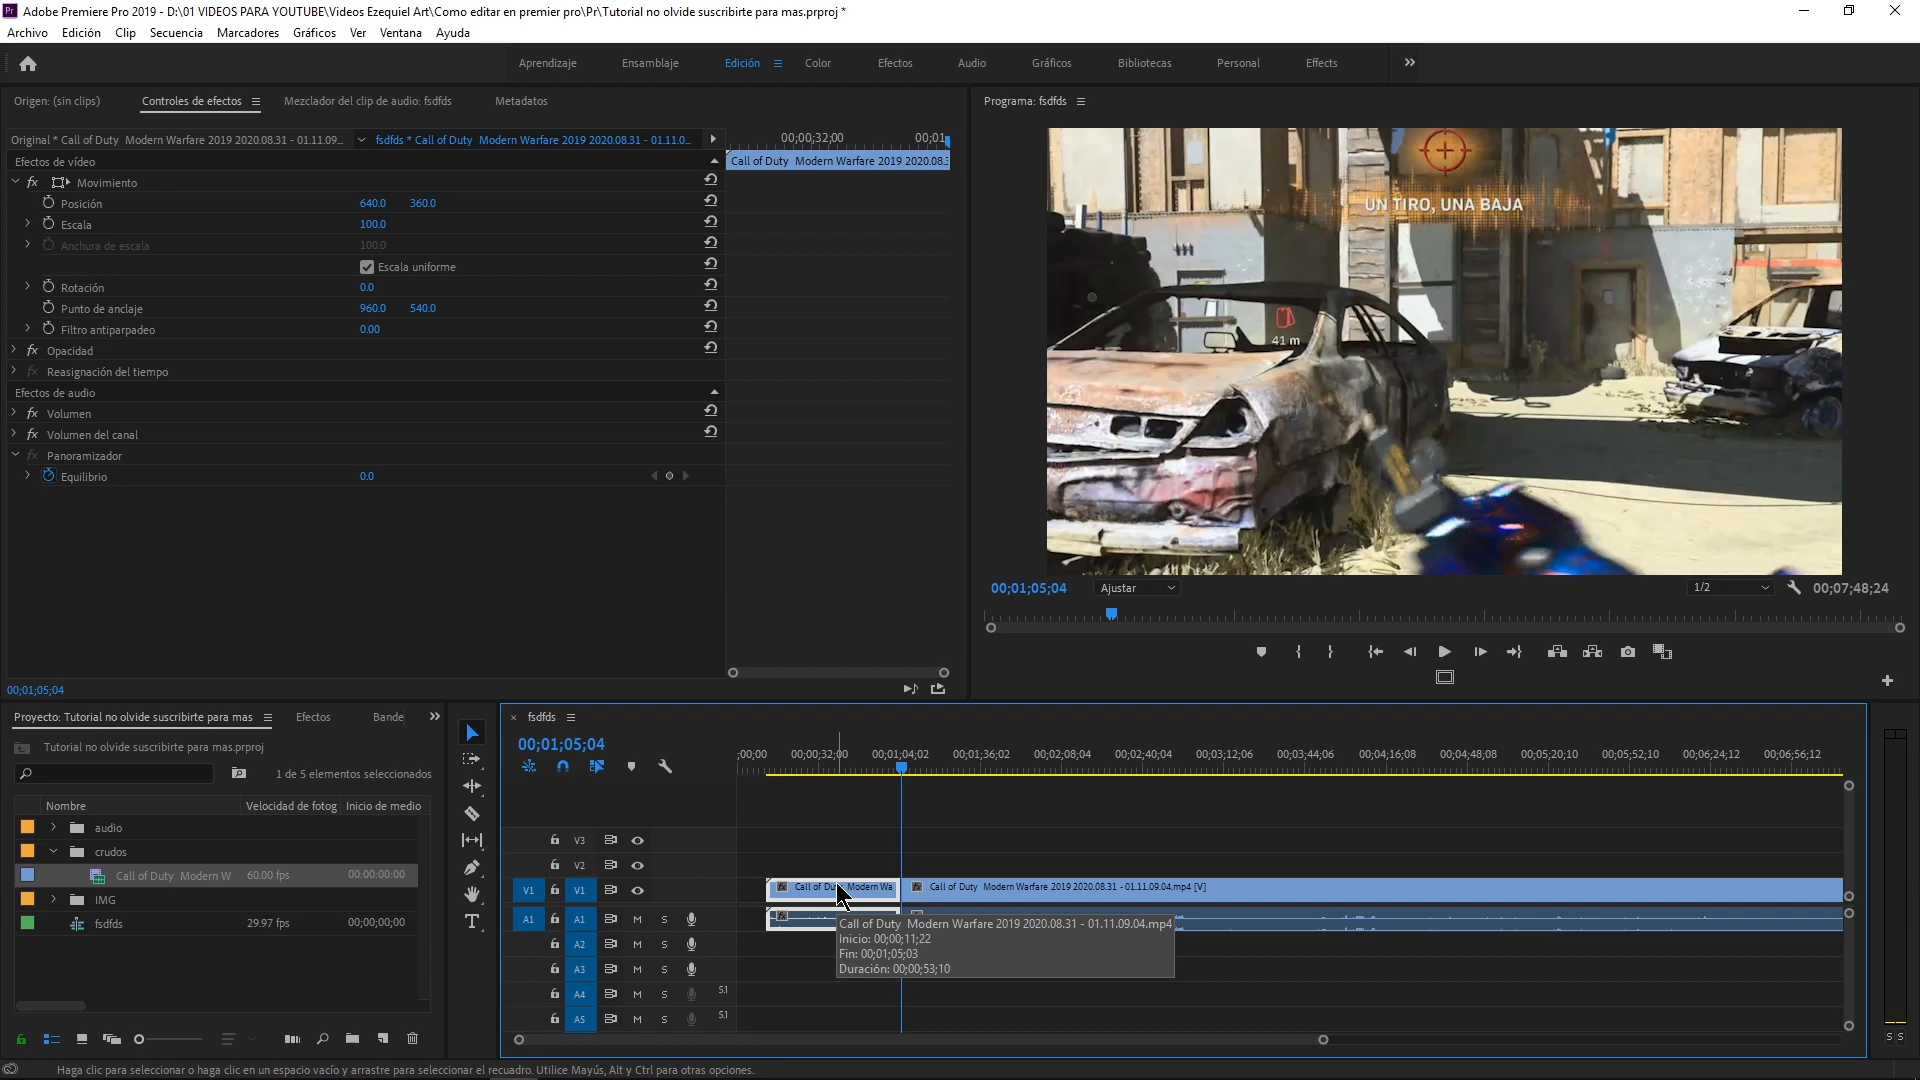 Adobe Premiere Pro 2019 - D:\01 VIDEOS PARA YOUTUBE\Videos Ezequiel Art\Como editar en premier pro\Pr\Tutorial no olvide suscribirte para mas.prproj *
Archivo Edición Clip Secuencia Marcadores Gráficos Ver Ventana Ayuda
Aprendizaje Ensamblaje Edición Color Efectos Audio Gráficos Bibliotecas Personal Effects
Origen: (sin clips) Controles de efectos Mezclador del clip de audio: fsdfds Metadatos
Programa: fsdfds
Original * Call of Duty Modern Warfare 2019 2020.08.31 - 01.11.09... fsdfds * Call of Duty Modern Warfare 2019 2020.08.31 - 01.11.0... 00;00;32;00 00;01
Efectos de vídeo Call of Duty Modern Warfare 2019 2020.08.3
fx Movimiento
Posición 640.0 360.0
Escala 100.0
Anchura de escala 100.0
Escala uniforme
Rotación 0.0
Punto de anclaje 960.0 540.0
Filtro antiparpadeo 0.00
fx Opacidad
fx Reasignación del tiempo
Efectos de audio
fx Volumen
fx Volumen del canal
fx Panoramizador
Equilibrio 0.0
00;01;05;04
UN TIRO, UNA BAJA
41 m
00;01;05;04 Ajustar 1/2 00;07;48;24
Proyecto: Tutorial no olvide suscribirte para mas Efectos Bande
Tutorial no olvide suscribirte para mas.prproj
1 de 5 elementos seleccionados
Nombre Velocidad de fotog Inicio de medio
audio
crudos
Call of Duty Modern W 60.00 fps 00:00:00:00
IMG
fsdfds 29.97 fps 00;00;00;00
fsdfds
00;01;05;04
;00;00 00;00;32;00 00;01;04;02 00;01;36;02 00;02;08;04 00;02;40;04 00;03;12;06 00;03;44;06 00;04;16;08 00;04;48;08 00;05;20;10 00;05;52;10 00;06;24;12 00;06;56;12
V3
V2
V1 V1 fx Call of Du Modern Wa fx Call of Duty Modern Warfare 2019 2020.08.31 - 01.11.09.04.mp4 [V]
A1 A1 M S fx
A2 M S
A3 M S
A4 M S 5.1
A5 M S 5.1
Call of Duty Modern Warfare 2019 2020.08.31 - 01.11.09.04.mp4
Inicio: 00;00;11;22
Fin: 00;01;05;03
Duración: 00;00;53;10
S S
Haga clic para seleccionar o haga clic en un espacio vacío y arrastre para seleccionar el recuadro. Utilice Mayús, Alt y Ctrl para otras opciones.